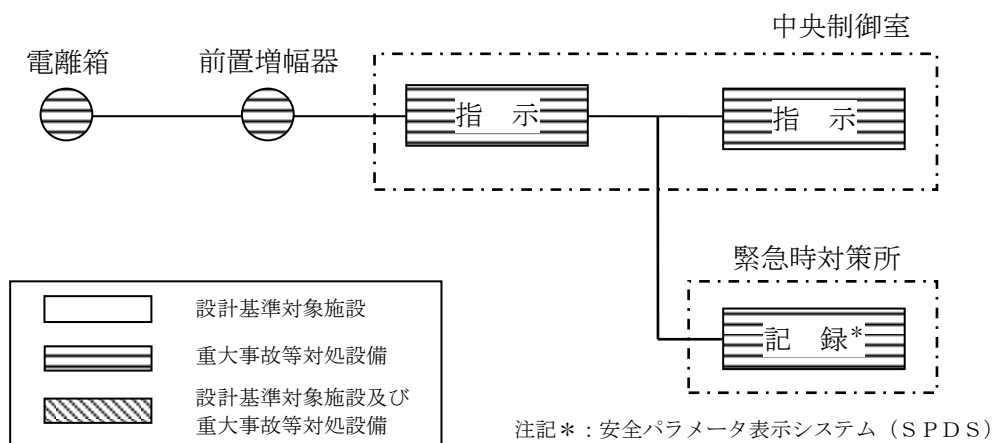 中央制御室
電離箱
前置増幅器
指　示
指　示
緊急時対策所
記　録*
設計基準対象施設
重大事故等対処設備
設計基準対象施設及び
重大事故等対処設備
注記＊：安全パラメータ表示システム（ＳＰＤＳ）